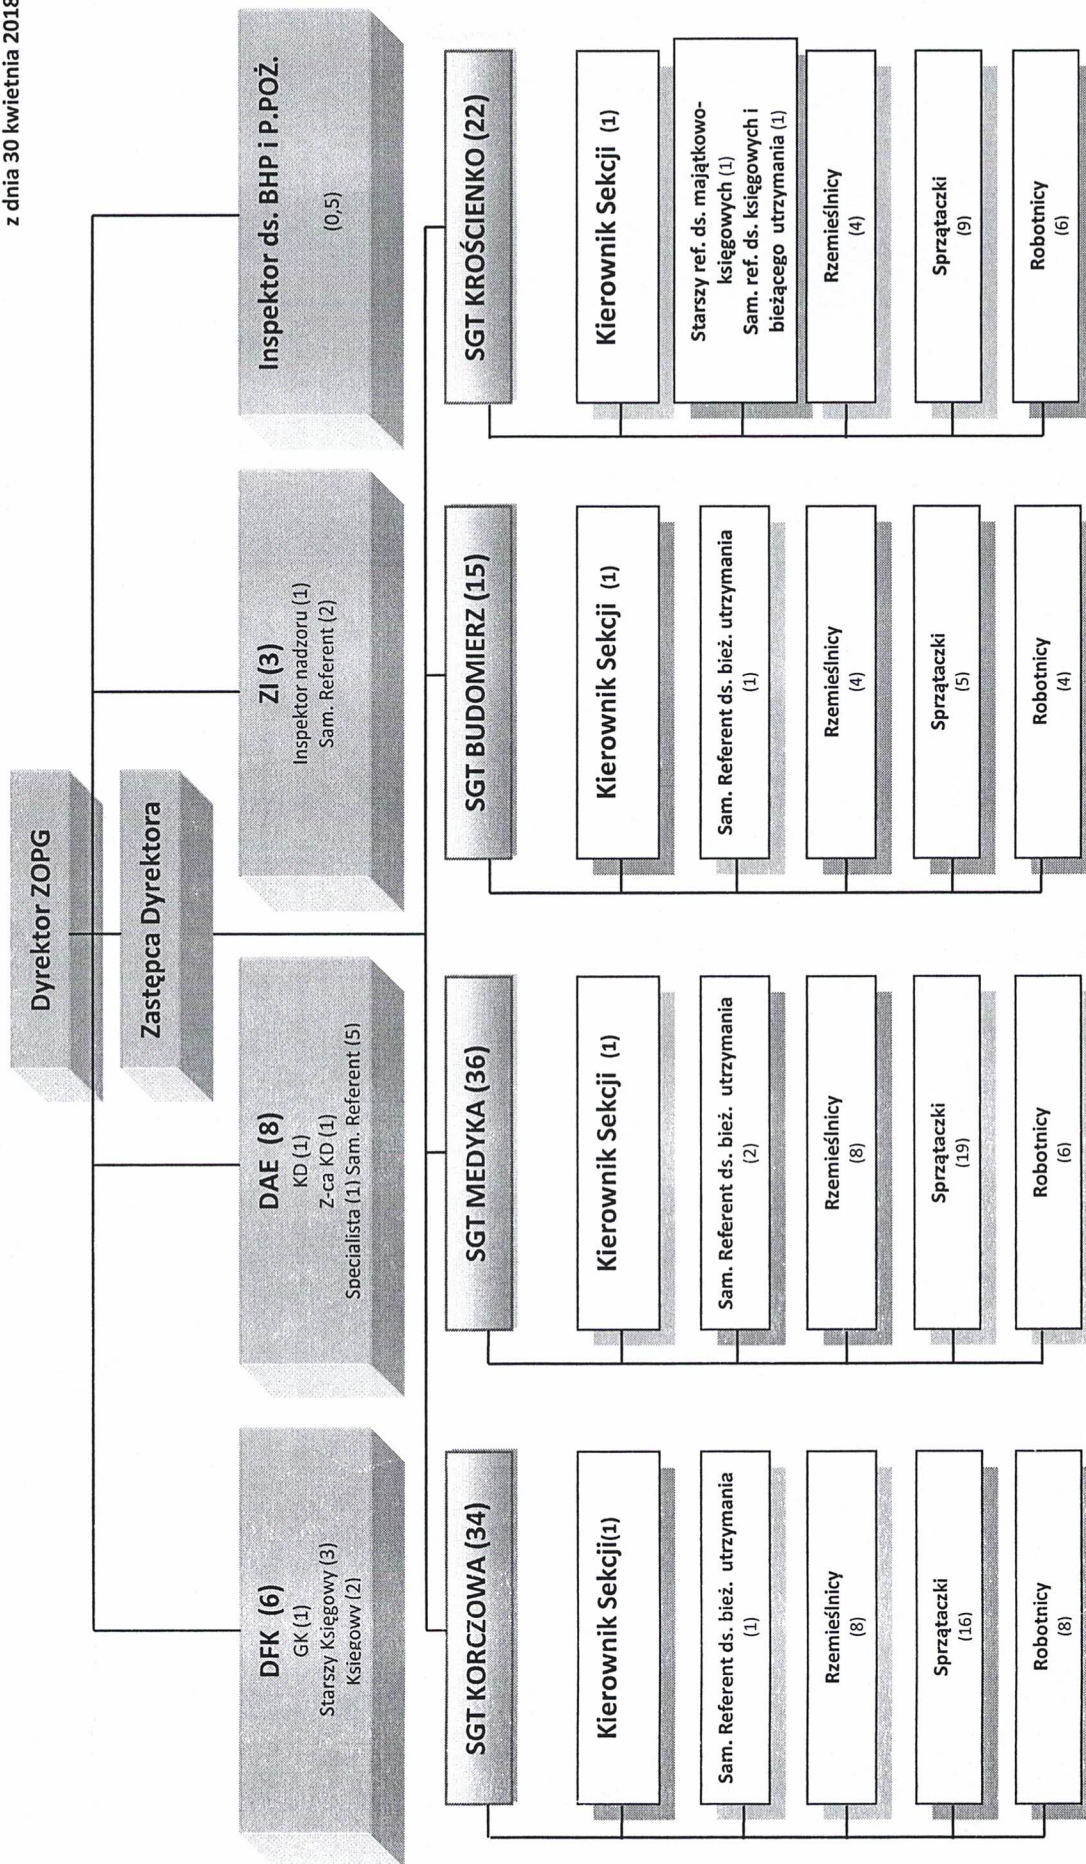 z dnia 30 kwietnia 2018
Dyrektor ZOPG
Zastępca Dyrektora
DFK (6)
GK (1)
Starszy Księgowy (3)
Księgowy (2)
DAE (8)
KD (1)
Z-ca KD (1)
Specialista (1) Sam. Referent (5)
ZI (3)
Inspektor nadzoru (1)
Sam. Referent (2)
Inspektor ds. BHP i P.POŻ.
(0,5)
SGT KORCZOWA (34)
Kierownik Sekcji(1)
Sam. Referent ds. bież. utrzymania
(1)
Rzemieślnicy
(8)
Sprzątaczki
(16)
Robotnicy
(8)
SGT MEDYKA (36)
Kierownik Sekcji (1)
Sam. Referent ds. bież. utrzymania
(2)
Rzemieślnicy
(8)
Sprzątaczki
(19)
Robotnicy
(6)
SGT BUDOMIERZ (15)
Kierownik Sekcji (1)
Sam. Referent ds. bież. utrzymania
(1)
Rzemieślnicy
(4)
Sprzątaczki
(5)
Robotnicy
(4)
SGT KROŚCIENKO (22)
Kierownik Sekcji (1)
Starszy ref. ds. majątkowo-
księgowych (1)
Sam. ref. ds. księgowych i
bieżącego utrzymania (1)
Rzemieślnicy
(4)
Sprzątaczki
(9)
Robotnicy
(6)